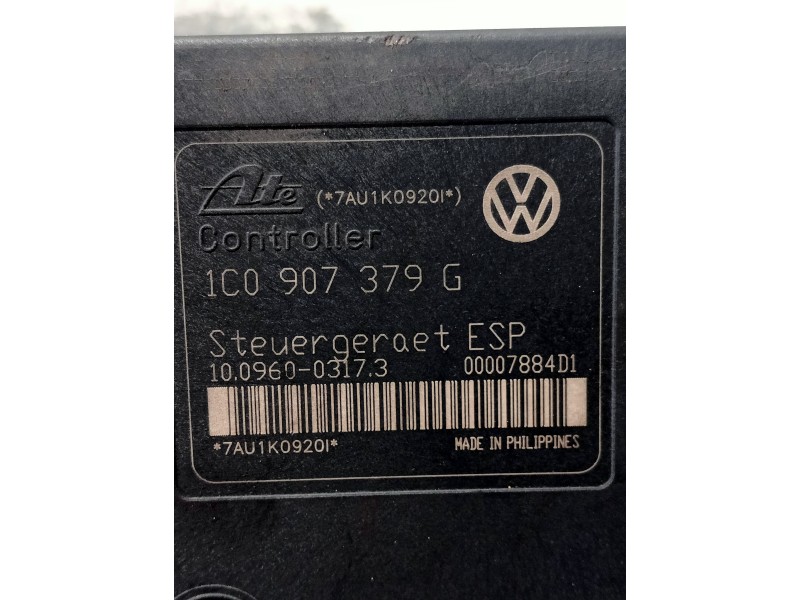 Ate (*7AU1K0920I*)
Controller
1C0 907 379 G
Steuergeraet ESP
10.0960-0317.3 00007884D1
*7AU1K0920I* MADE IN PHILIPPINES